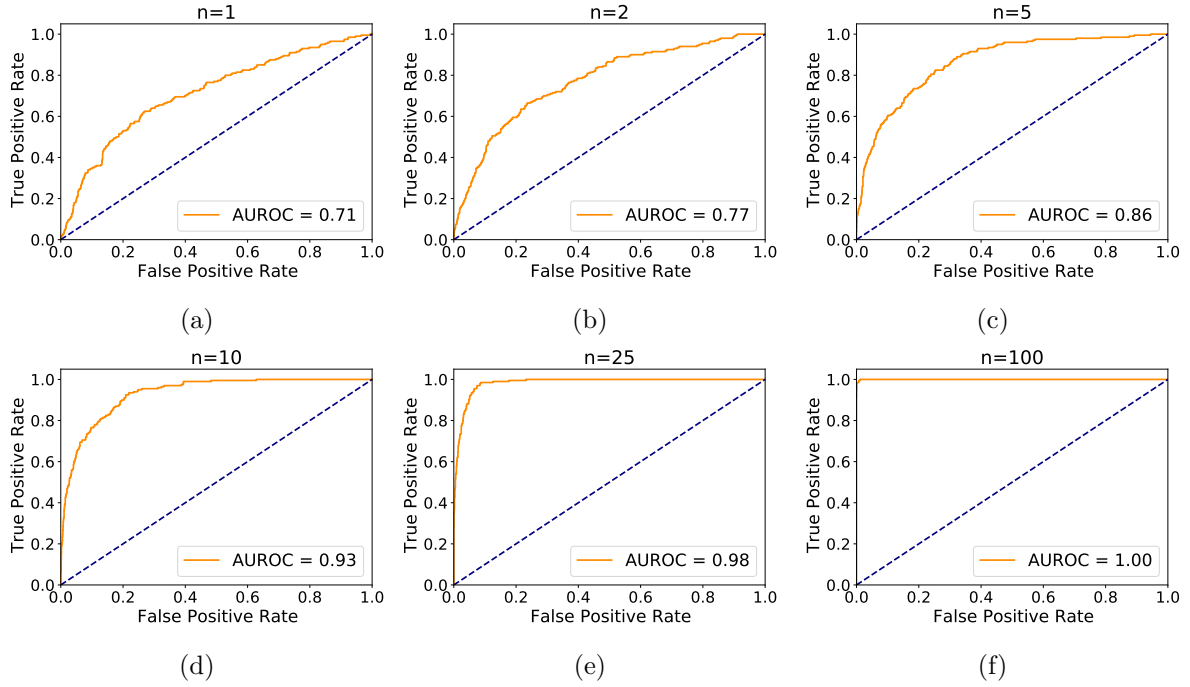 n=1
True Positive Rate
1.0
0.8
0.6
0.4
0.2
0.0
AUROC = 0.71
0.0 0.2 0.4 0.6 0.8 1.0
False Positive Rate
(a)
n=2
True Positive Rate
1.0
0.8
0.6
0.4
0.2
0.0
AUROC = 0.77
0.0 0.2 0.4 0.6 0.8 1.0
False Positive Rate
(b)
n=5
True Positive Rate
1.0
0.8
0.6
0.4
0.2
0.0
AUROC = 0.86
0.0 0.2 0.4 0.6 0.8 1.0
False Positive Rate
(c)
n=10
True Positive Rate
1.0
0.8
0.6
0.4
0.2
0.0
AUROC = 0.93
0.0 0.2 0.4 0.6 0.8 1.0
False Positive Rate
(d)
n=25
True Positive Rate
1.0
0.8
0.6
0.4
0.2
0.0
AUROC = 0.98
0.0 0.2 0.4 0.6 0.8 1.0
False Positive Rate
(e)
n=100
True Positive Rate
1.0
0.8
0.6
0.4
0.2
0.0
AUROC = 1.00
0.0 0.2 0.4 0.6 0.8 1.0
False Positive Rate
(f)